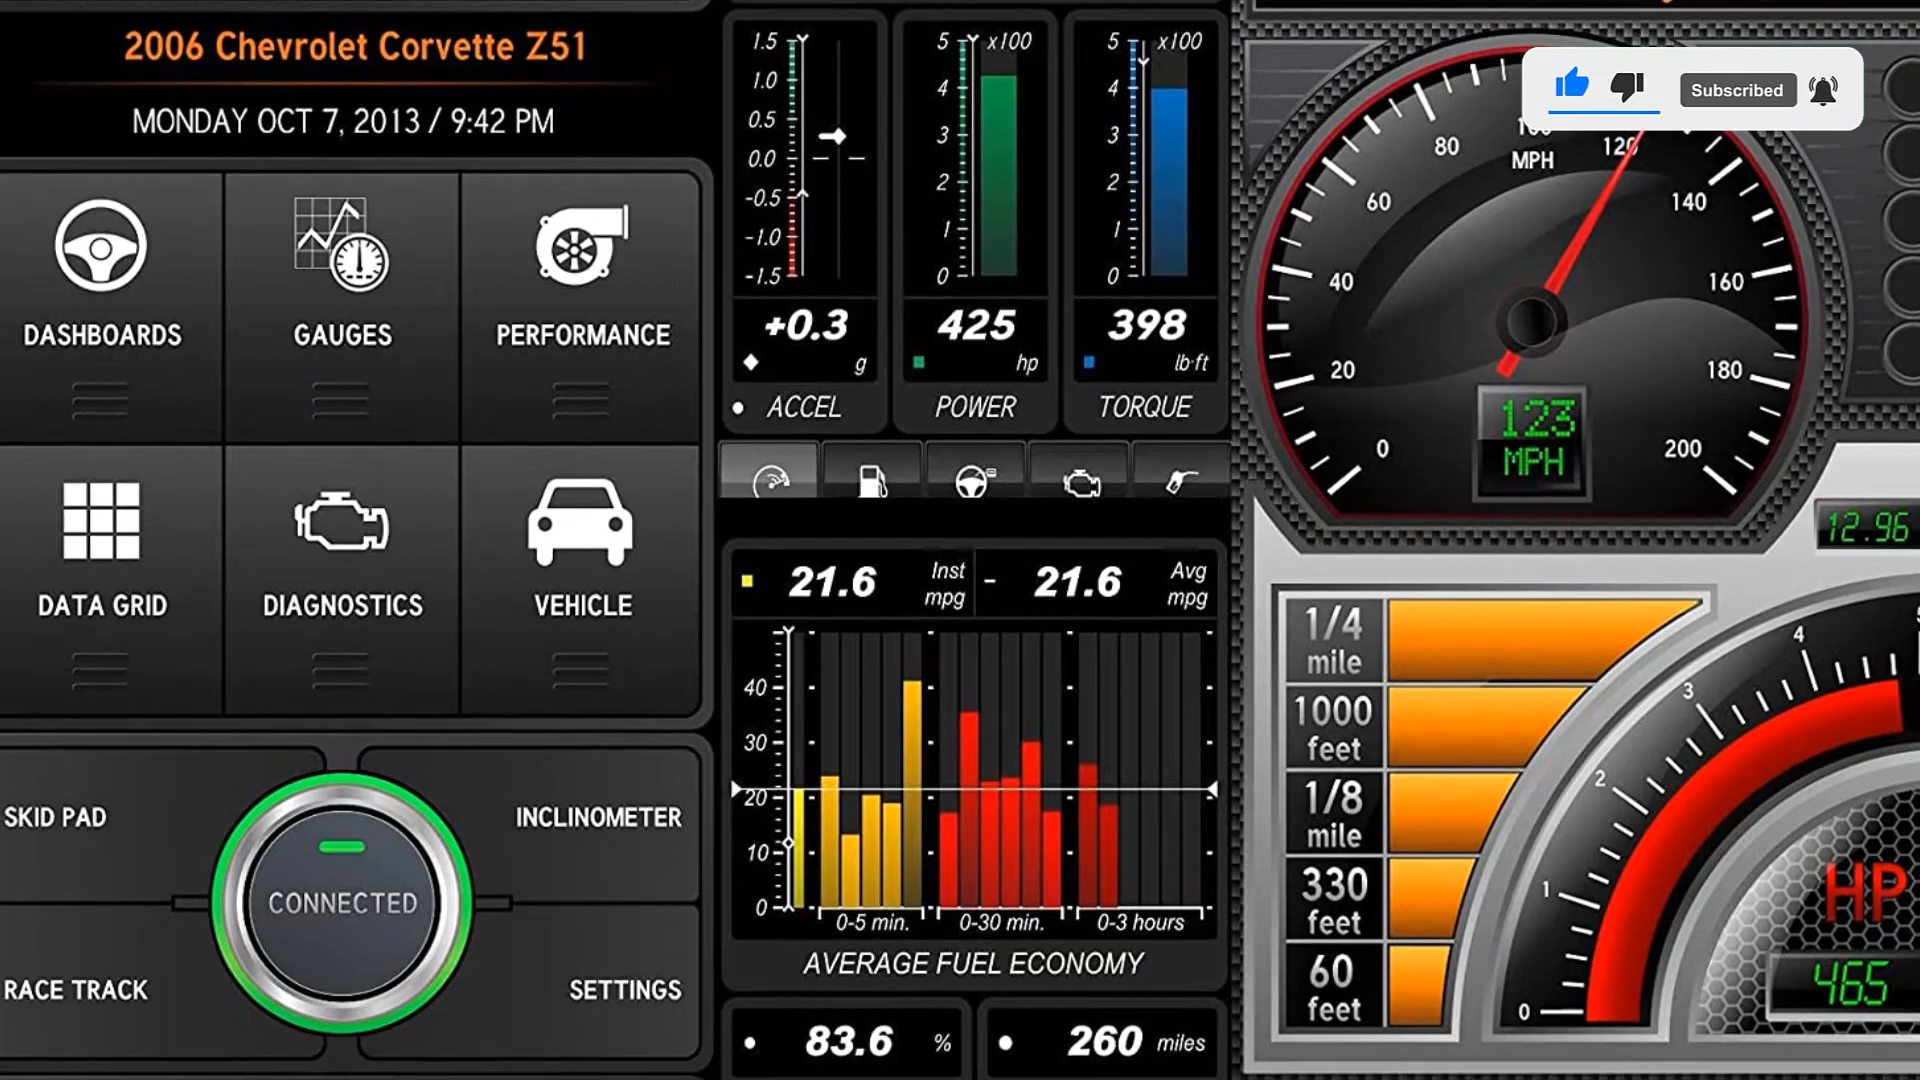 2006 Chevrolet Corvette Z51
MONDAY OCT 7, 2013 / 9:42 PM
DASHBOARDS
GAUGES
PERFORMANCE
DATA GRID
DIAGNOSTICS
VEHICLE
SKID PAD
INCLINOMETER
CONNECTED
RACE TRACK
SETTINGS
1.5
1.0
0.5
0.0
-0.5
-1.0
-1.5
+0.3
g
ACCEL
5 x100
4
3
2
1
0
425
hp
POWER
5 x100
4
3
2
1
0
398
lb·ft
TORQUE
21.6 Inst mpg
- 21.6 Avg mpg
40
30
20
10
0
0-5 min. 0-30 min. 0-3 hours
AVERAGE FUEL ECONOMY
83.6 %
260 miles
Subscribed
0
20
40
60
80
MPH
120
140
160
180
200
123
MPH
12.96
1/4
mile
1000
feet
1/8
mile
330
feet
60
feet
0
1
2
3
4
HP
465